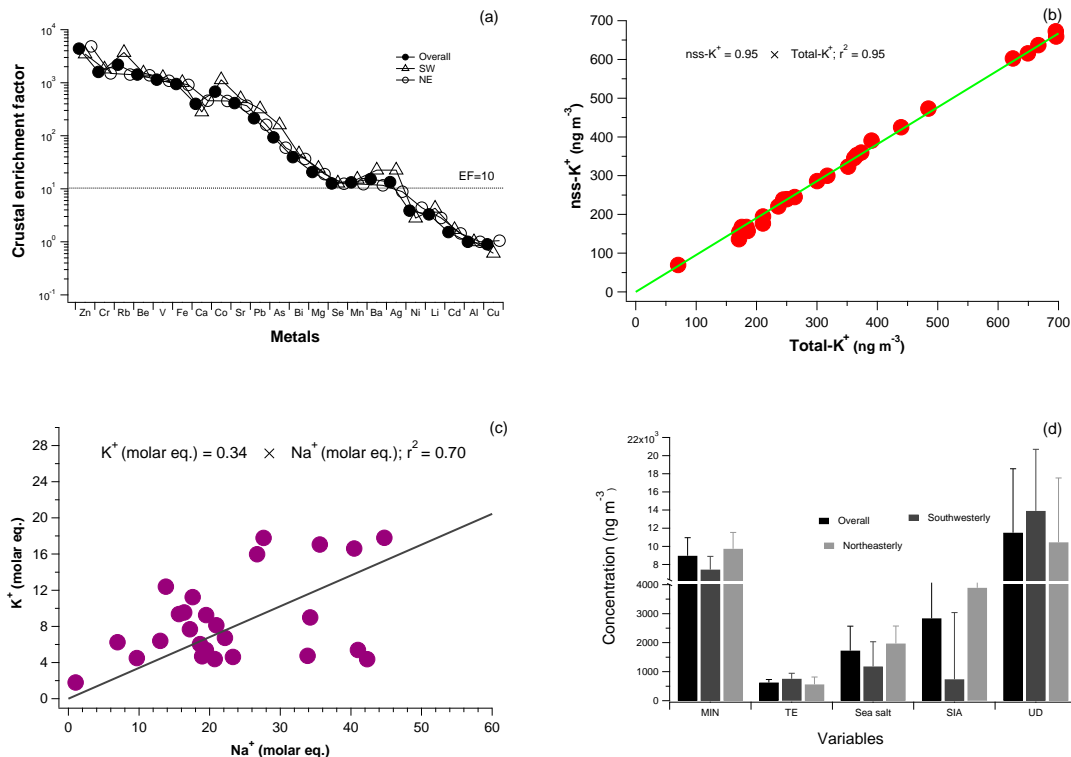 (a)
10^4
10^3
10^2
10^1
10^0
10^-1
Crustal enrichment factor
Overall
SW
NE
EF=10
Zn Cr Rb Be V Fe Ca Co Sr Pb As Bi Mg Se Mn Ba Ag Ni Li Cd Al Cu
Metals
(b)
700
600
500
400
300
200
100
0
nss-K+ (ng m-3)
nss-K+ = 0.95 × Total-K+; r2 = 0.95
0 100 200 300 400 500 600 700
Total-K+ (ng m-3)
(c)
28
24
20
16
12
8
4
0
K+ (molar eq.)
K+ (molar eq.) = 0.34 × Na+ (molar eq.); r2 = 0.70
0 10 20 30 40 50 60
Na+ (molar eq.)
(d)
22x10^3
20
18
16
14
12
10
8
4000
3000
2000
1000
0
Concentration (ng m-3)
Overall
Southwesterly
Northeasterly
MIN TE Sea salt SIA UD
Variables